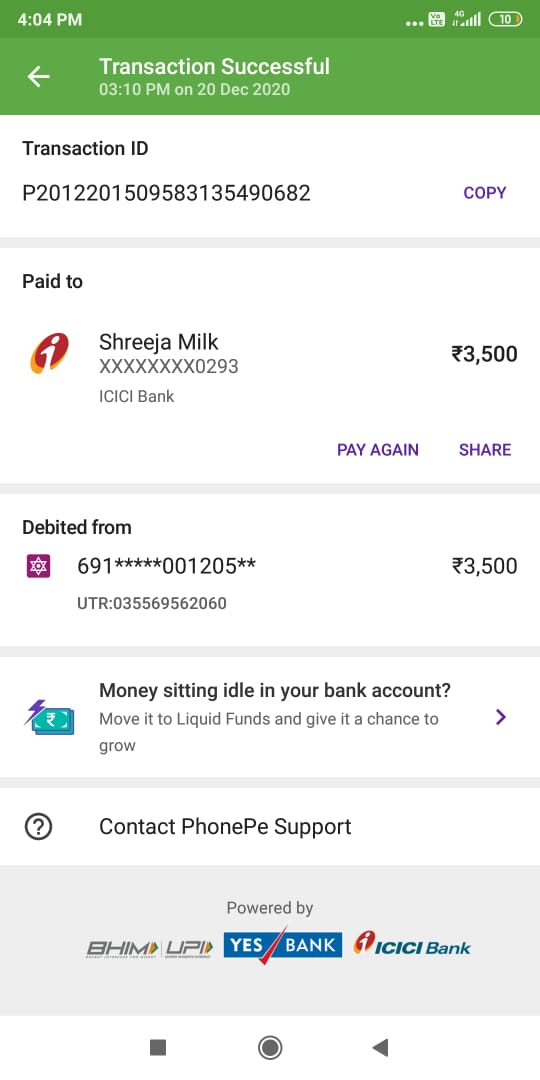 4:04 PM
4G
10
Transaction Successful
03:10 PM on 20 Dec 2020
Transaction ID
P2012201509583135490682
COPY
Paid to
Shreeja Milk
₹3,500
XXXXXXXX0293
ICICI Bank
PAY AGAIN SHARE
Debited from
691*****001205** ₹3,500
UTR:035569562060
Money sitting idle in your bank account?
Move it to Liquid Funds and give it a chance to
grow
Contact PhonePe Support
Powered by
BHIM UPI YES BANK ICICI Bank